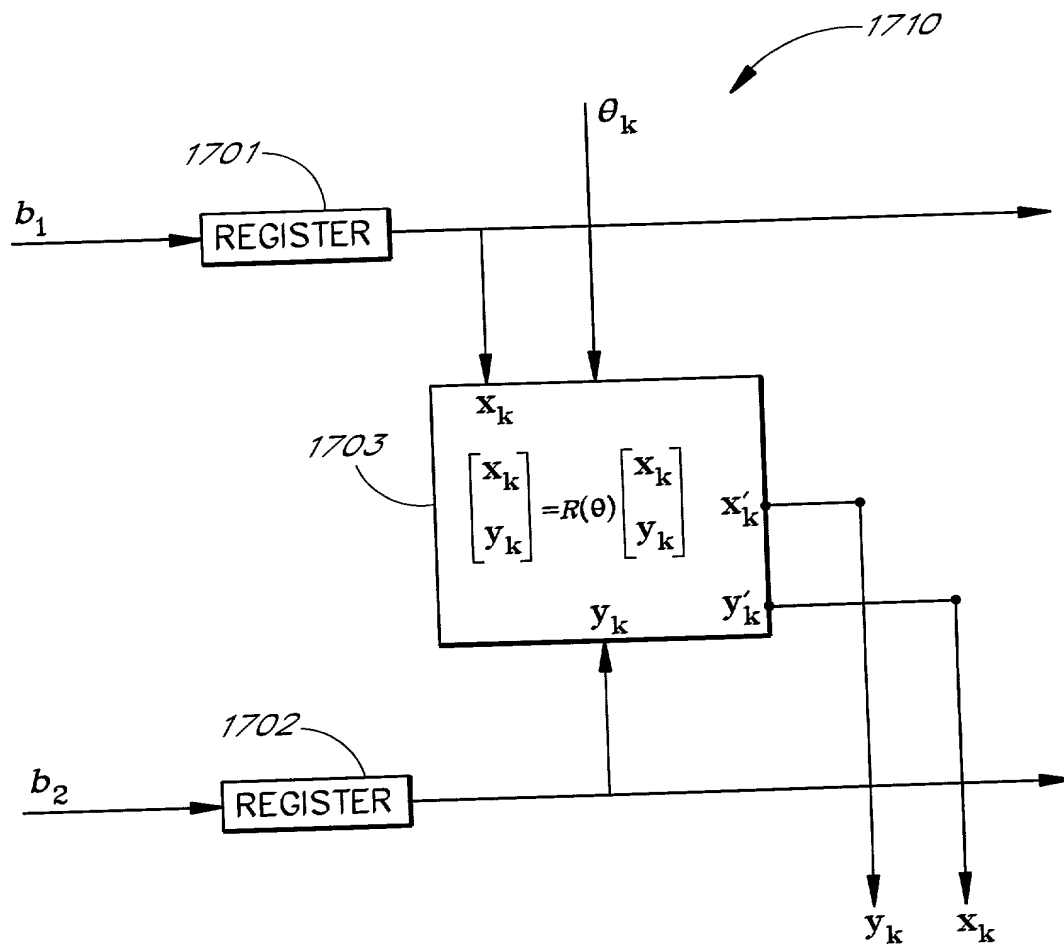 1710
θk
1701
b1
REGISTER
xk
1703
[xk yk] = R(θ) [xk yk]
x′k
y′k
yk
1702
b2
REGISTER
yk
xk